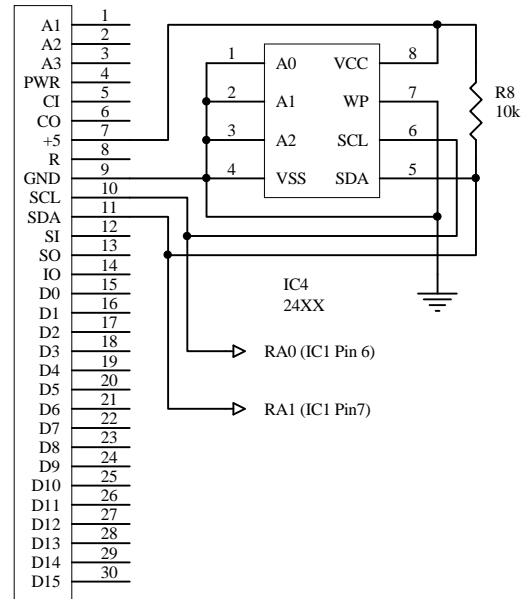 A1 1
A2 2
A3 3
PWR 4
CI 5
CO 6
+5 7
R 8
GND 9
SCL 10
SDA 11
SI 12
SO 13
IO 14
D0 15
D1 16
D2 17
D3 18
D4 19
D5 20
D6 21
D7 22
D8 23
D9 24
D10 25
D11 26
D12 27
D13 28
D14 29
D15 30
1 A0 VCC 8
2 A1 WP 7
3 A2 SCL 6
4 VSS SDA 5
R8
10k
IC4
24XX
RA0 (IC1 Pin 6)
RA1 (IC1 Pin7)